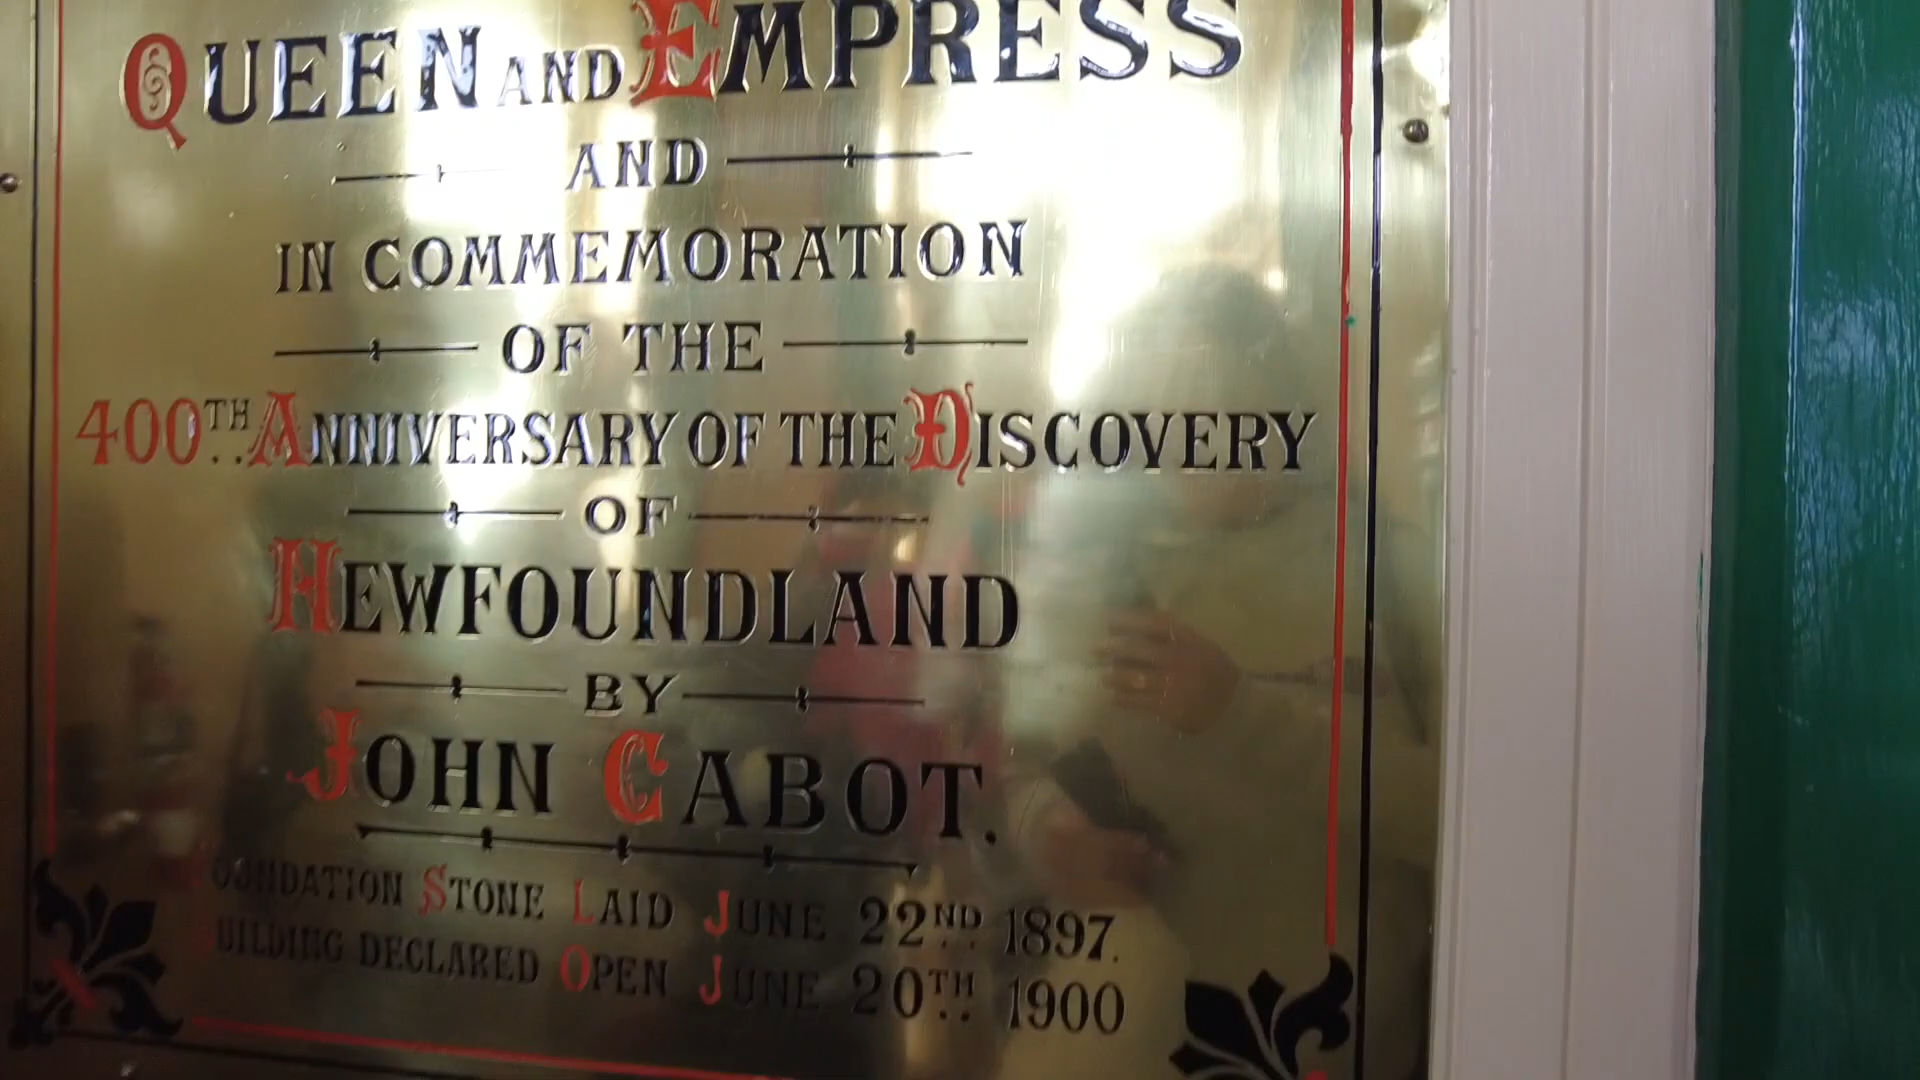 QUEEN AND EMPRESS
AND
IN COMMEMORATION
OF THE
400TH ANNIVERSARY OF THE DISCOVERY
OF
NEWFOUNDLAND
BY
JOHN CABOT.
FOUNDATION STONE LAID JUNE 22ND 1897.
BUILDING DECLARED OPEN JUNE 20TH 1900